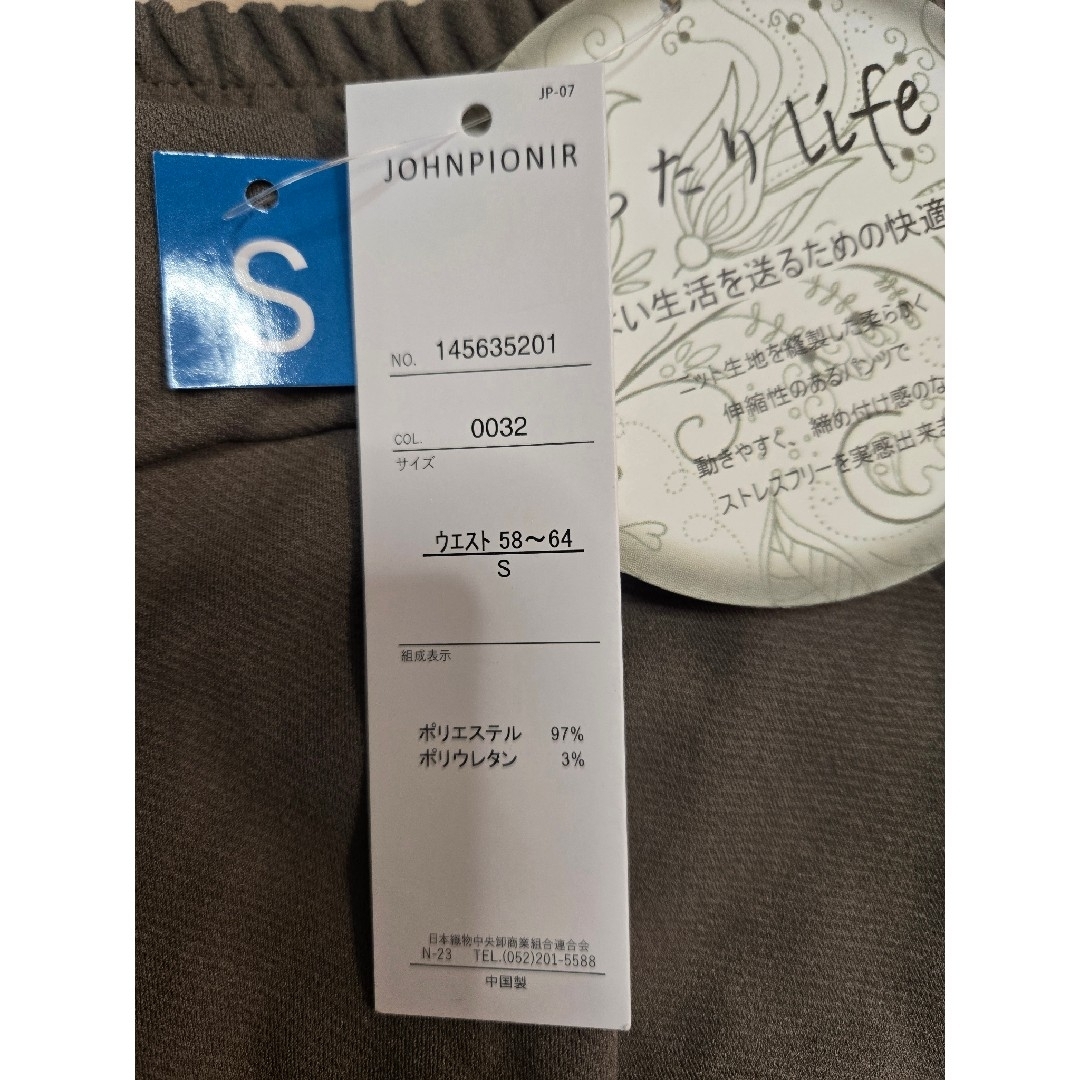 S
JP-07
JOHNPIONIR
NO. 145635201
COL. 0032
サイズ
ウエスト 58～64
S
組成表示
ポリエステル 97%
ポリウレタン 3%
日本織物中央卸商業組合連合会
N-23 TEL.(052)201-5588
中国製
ったり Life
い生活を送るための快適
ニット生地を縫製した柔らかく
伸縮性のあるパンツで
動きやすく、締め付け感のな
ストレスフリーを実感出来ま